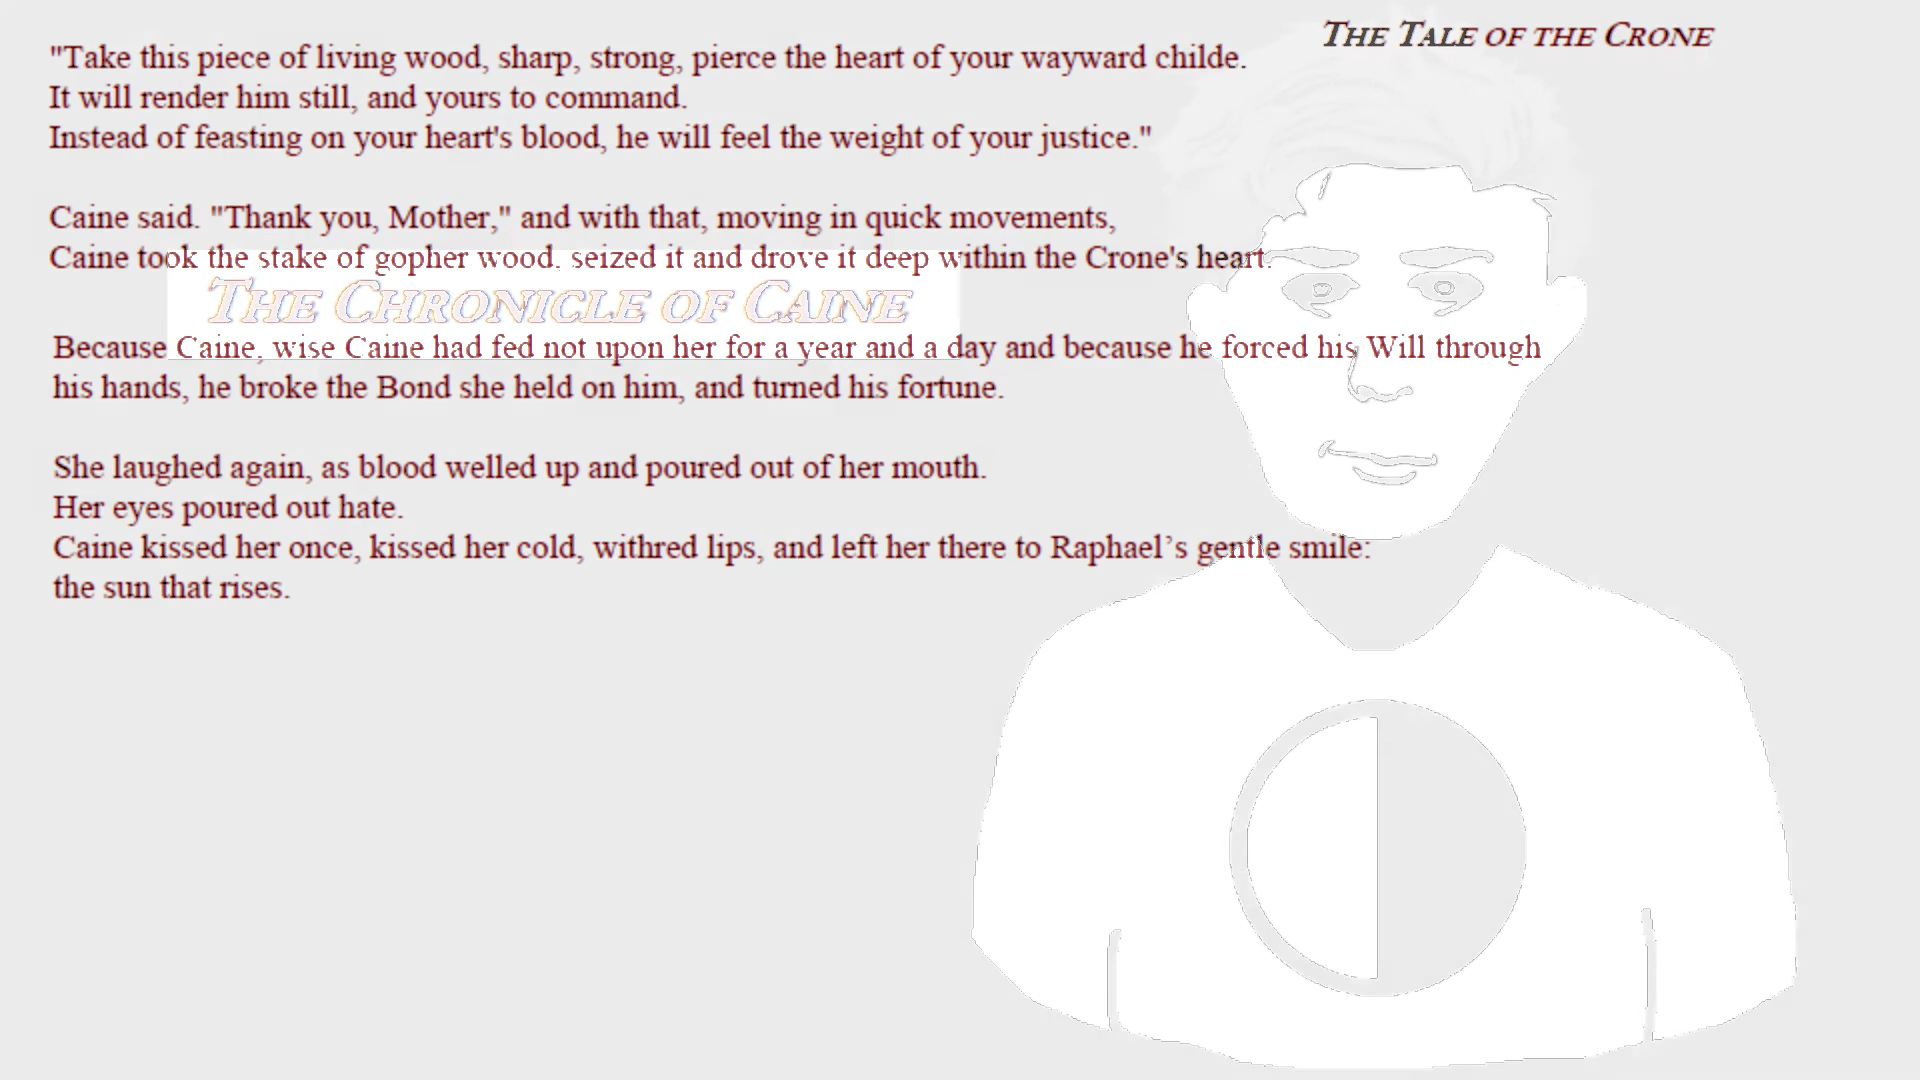 THE TALE OF THE CRONE
"Take this piece of living wood, sharp, strong, pierce the heart of your wayward childe.
It will render him still, and yours to command.
Instead of feasting on your heart's blood, he will feel the weight of your justice."
Caine said. "Thank you, Mother," and with that, moving in quick movements,
Caine took the stake of gopher wood, seized it and drove it deep within the Crone's heart.
THE CHRONICLE OF CAINE
Because Caine, wise Caine had fed not upon her for a year and a day and because he forced his Will through
his hands, he broke the Bond she held on him, and turned his fortune.
She laughed again, as blood welled up and poured out of her mouth.
Her eyes poured out hate.
Caine kissed her once, kissed her cold, withred lips, and left her there to Raphael’s gentle smile:
the sun that rises.